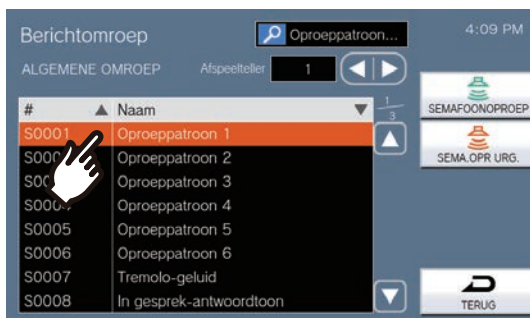 Berichtomroep
Oproeppatroon...
4:09 PM
ALGEMENE OMROEP
Afspeelteller
1
# Naam
1/3
S0001 Oproeppatroon 1
Oproeppatroon 2
Oproeppatroon 3
Oproeppatroon 4
S0005 Oproeppatroon 5
S0006 Oproeppatroon 6
S0007 Tremolo-geluid
S0008 In gesprek-antwoordtoon
SEMAFOONOPROEP
SEMA.OPR URG.
TERUG